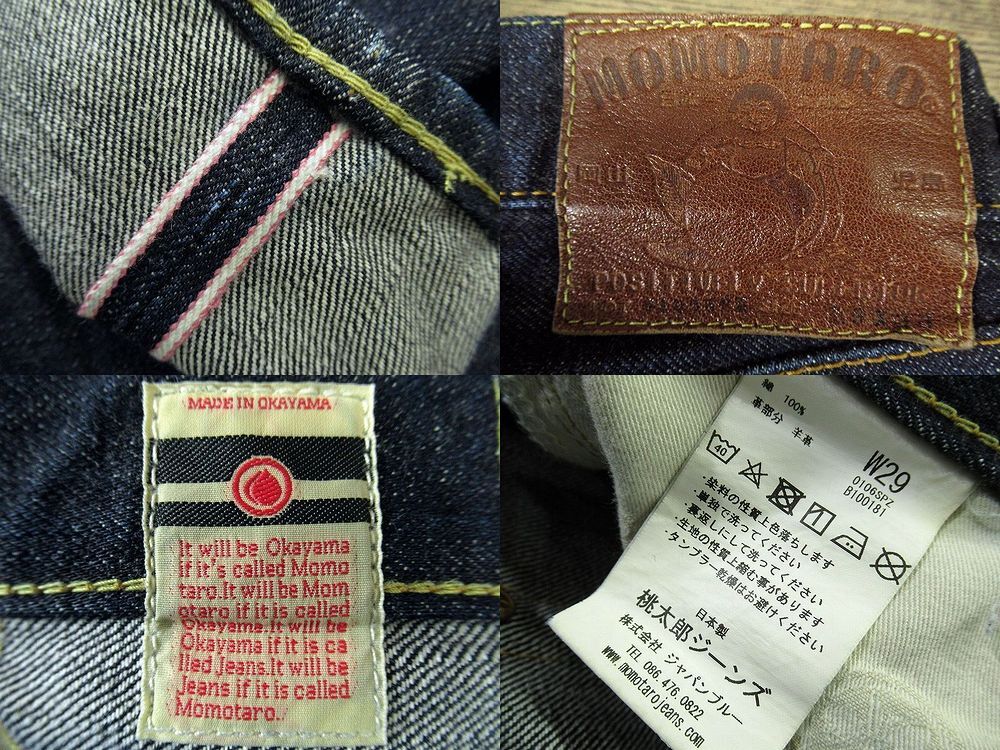 MOMOTARO
岡山
児島
POSITIVELY
MADE IN OKAYAMA
It will be Okayama
if it's called Momo
taro.It will be Mom
otaro if it is called
Okayama.It will be
Okayama if it is ca
lled Jeans.It will be
Jeans if it is called
Momotaro.
綿 100%
革部分 羊革
40
W29
0106SPZ
B100181
・染料の性質上色落ちします
・単独で洗ってください
・裏返しにして洗ってください
・生地の性質上縮む事があります
・タンブラー乾燥はお避けください
日本製
桃太郎ジーンズ
株式会社 ジャパンブルー
TEL 086.476.0822
www.momotarojeans.com